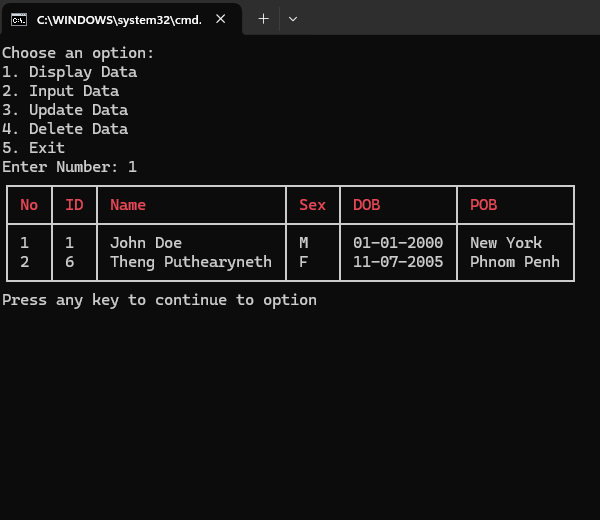 C:\WINDOWS\system32\cmd.
Choose an option:
1. Display Data
2. Input Data
3. Update Data
4. Delete Data
5. Exit
Enter Number: 1
No ID Name Sex DOB POB
1 1 John Doe M 01-01-2000 New York
2 6 Theng Puthearyneth F 11-07-2005 Phnom Penh
Press any key to continue to option